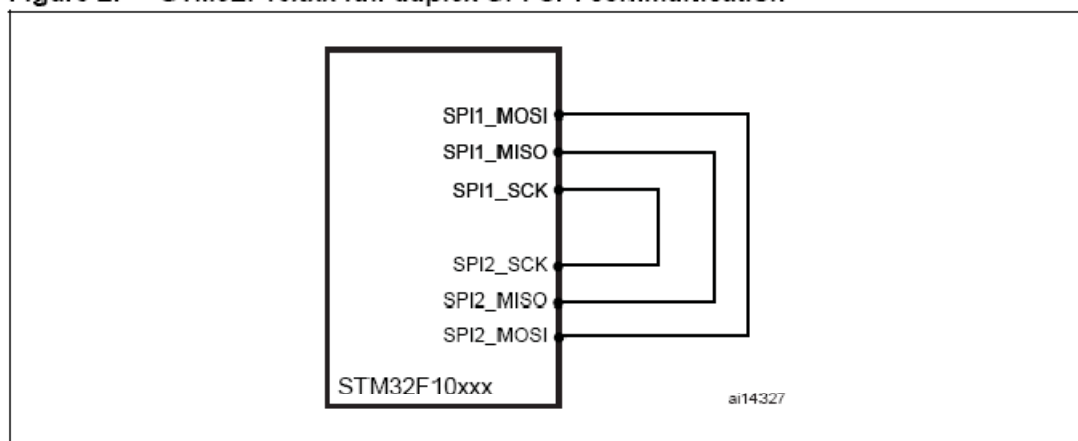 SPI1_MOSI
SPI1_MISO
SPI1_SCK
SPI2_SCK
SPI2_MISO
SPI2_MOSI
STM32F10xxx
ai14327